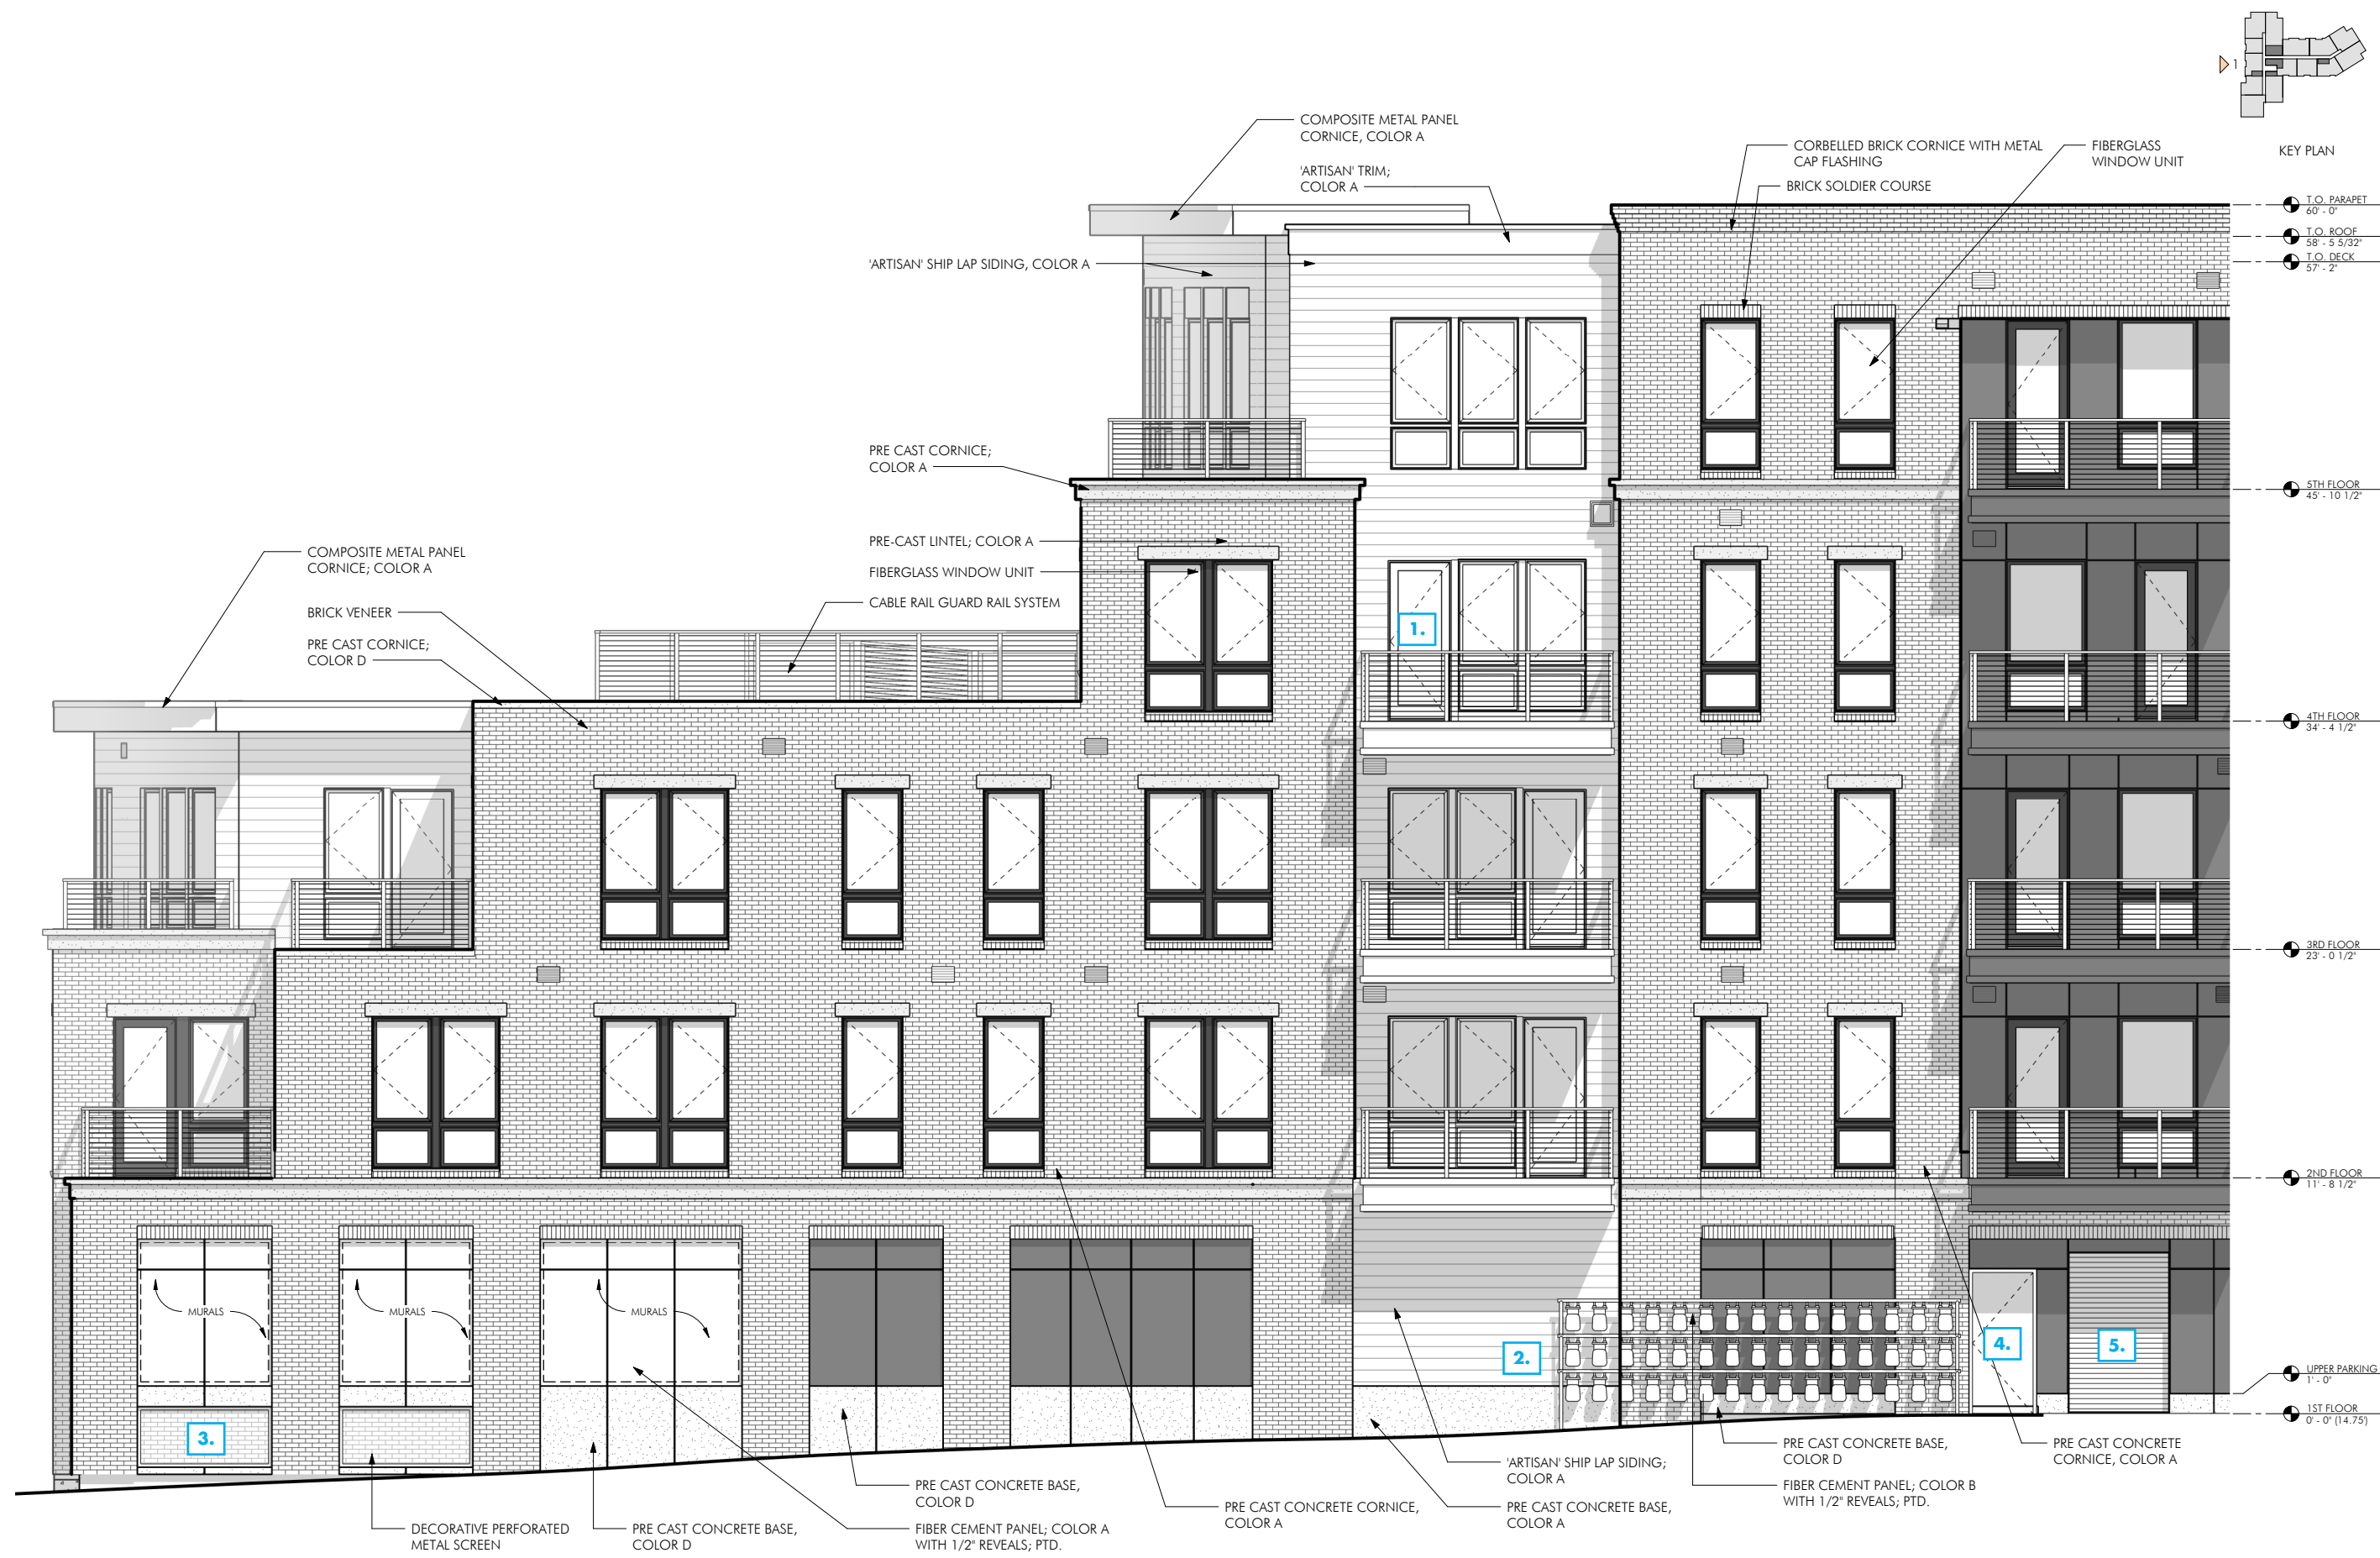 1
COMPOSITE METAL PANEL
CORNICE, COLOR A
CORBELLED BRICK CORNICE WITH METAL
CAP FLASHING
FIBERGLASS
WINDOW UNIT
KEY PLAN
'ARTISAN' TRIM;
COLOR A
BRICK SOLDIER COURSE
T.O. PARAPET
60' - 0"
T.O. ROOF
58' - 5 5/32"
T.O. DECK
57' - 2"
'ARTISAN' SHIP LAP SIDING, COLOR A
PRE CAST CORNICE;
COLOR A
5TH FLOOR
45' - 10 1/2"
PRE-CAST LINTEL; COLOR A
COMPOSITE METAL PANEL
CORNICE; COLOR A
FIBERGLASS WINDOW UNIT
CABLE RAIL GUARD RAIL SYSTEM
BRICK VENEER
1.
PRE CAST CORNICE;
COLOR D
4TH FLOOR
34' - 4 1/2"
3RD FLOOR
23' - 0 1/2"
2ND FLOOR
11' - 8 1/2"
MURALS
MURALS
MURALS
2.
4.
5.
UPPER PARKING
1' - 0"
1ST FLOOR
0' - 0" (14.75')
3.
PRE CAST CONCRETE BASE,
COLOR D
PRE CAST CONCRETE
CORNICE, COLOR A
'ARTISAN' SHIP LAP SIDING;
COLOR A
PRE CAST CONCRETE BASE,
COLOR D
FIBER CEMENT PANEL; COLOR B
WITH 1/2" REVEALS; PTD.
PRE CAST CONCRETE CORNICE,
COLOR A
PRE CAST CONCRETE BASE,
COLOR A
DECORATIVE PERFORATED
METAL SCREEN
PRE CAST CONCRETE BASE,
COLOR D
FIBER CEMENT PANEL; COLOR A
WITH 1/2" REVEALS; PTD.